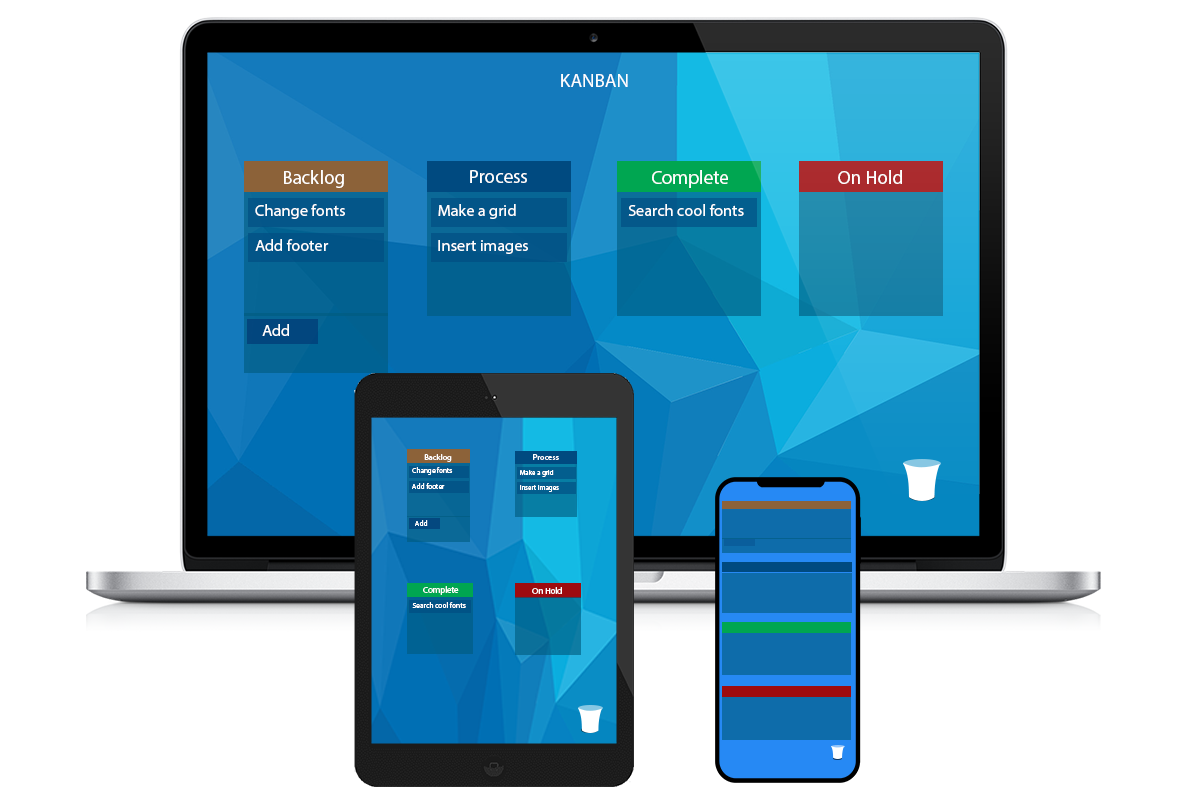 KANBAN
Backlog
Process
Complete
On Hold
Change fonts
Make a grid
Search cool fonts
Add footer
Insert images
Add
Backlog
Process
Change fonts
Make a grid
Add footer
Insert images
Add
Complete
On Hold
Search cool fonts